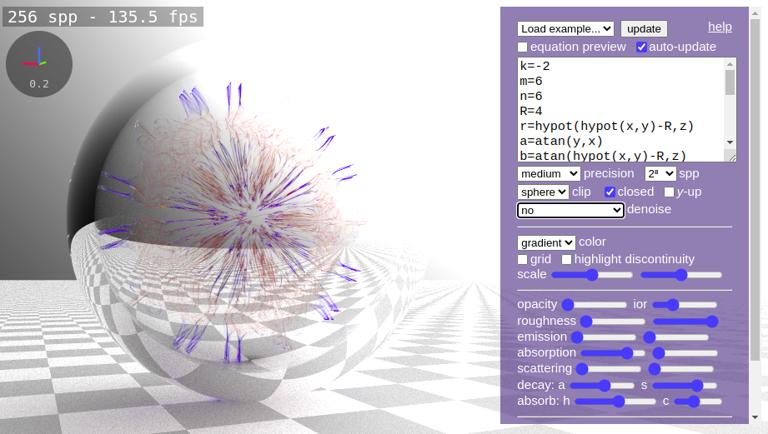 256 spp - 135.5 fps
0.2
Load example... update help
equation preview auto-update
k=-2
m=6
n=6
R=4
r=hypot(hypot(x,y)-R,z)
a=atan(y,x)
b=atan(hypot(x,y)-R,z)
medium precision 2⁸ spp
sphere clip closed y-up
no denoise
gradient color
grid highlight discontinuity
scale
opacity ior
roughness
emission
absorption
scattering
decay: a s
absorb: h c